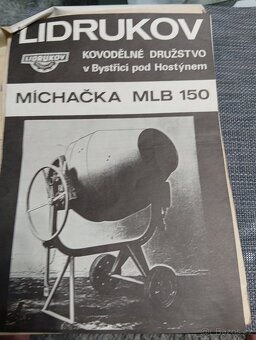 LIDRUKOV
LIDRUKOV
KOVODĚLNÉ DRUŽSTVO
v Bystřici pod Hostýnem
MÍCHAČKA MLB 150